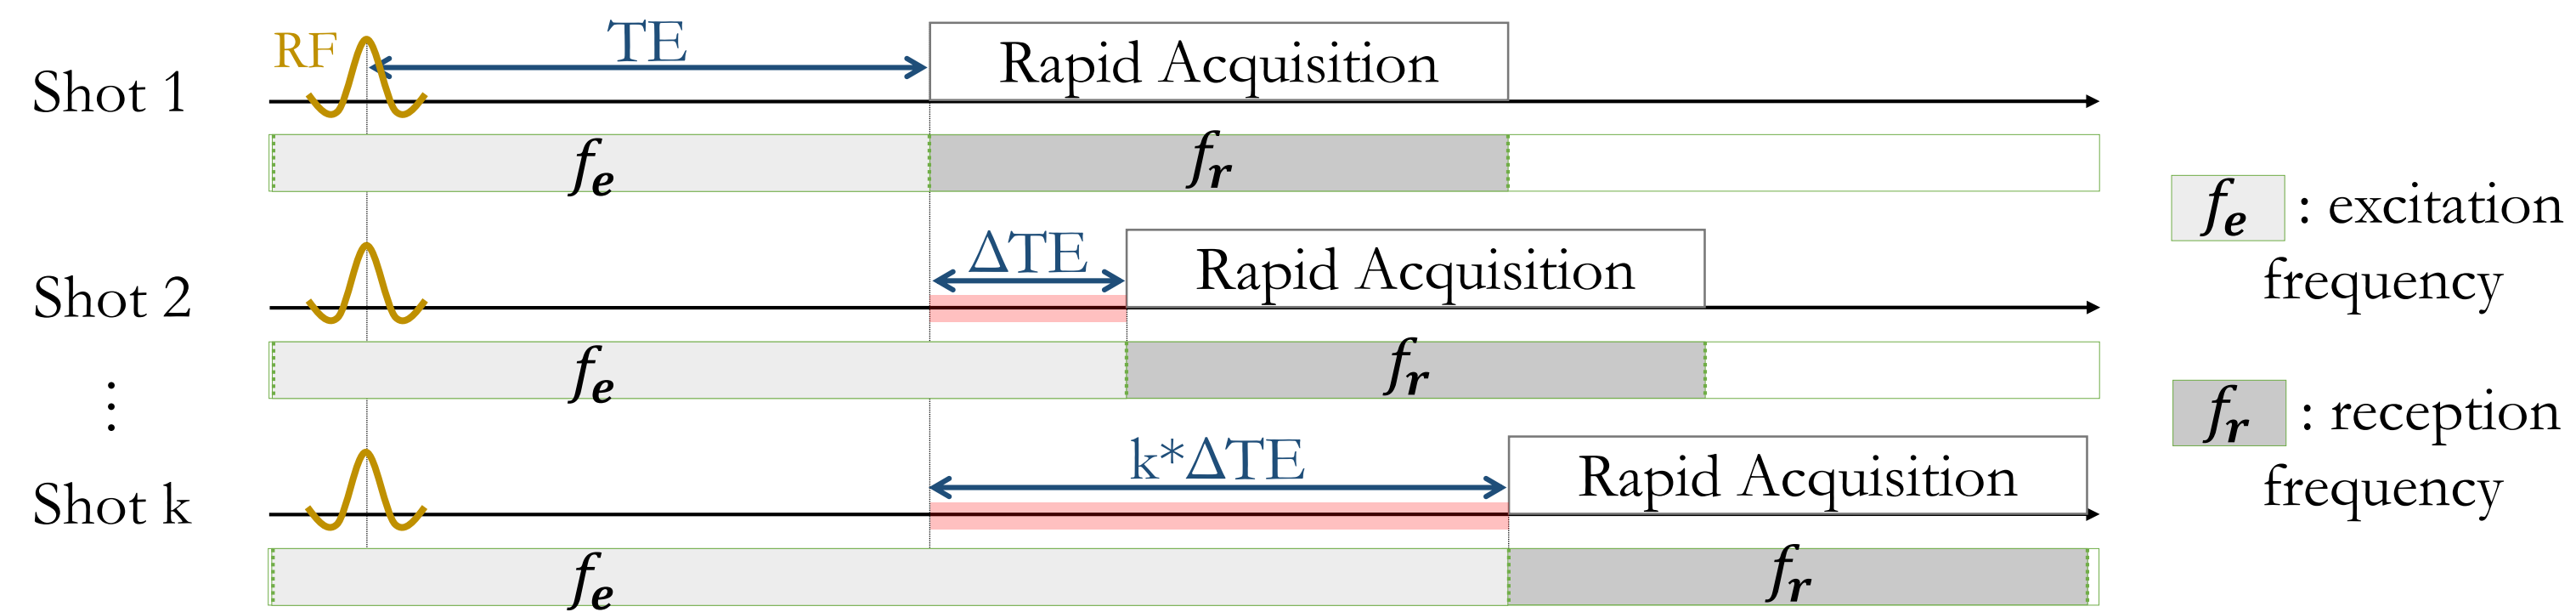 RF
TE
Shot 1
Rapid Acquisition
fe
fr
ΔTE
Shot 2
Rapid Acquisition
fe
fr
⋮
k*ΔTE
Shot k
Rapid Acquisition
fe
fr
fe : excitation
frequency
fr : reception
frequency